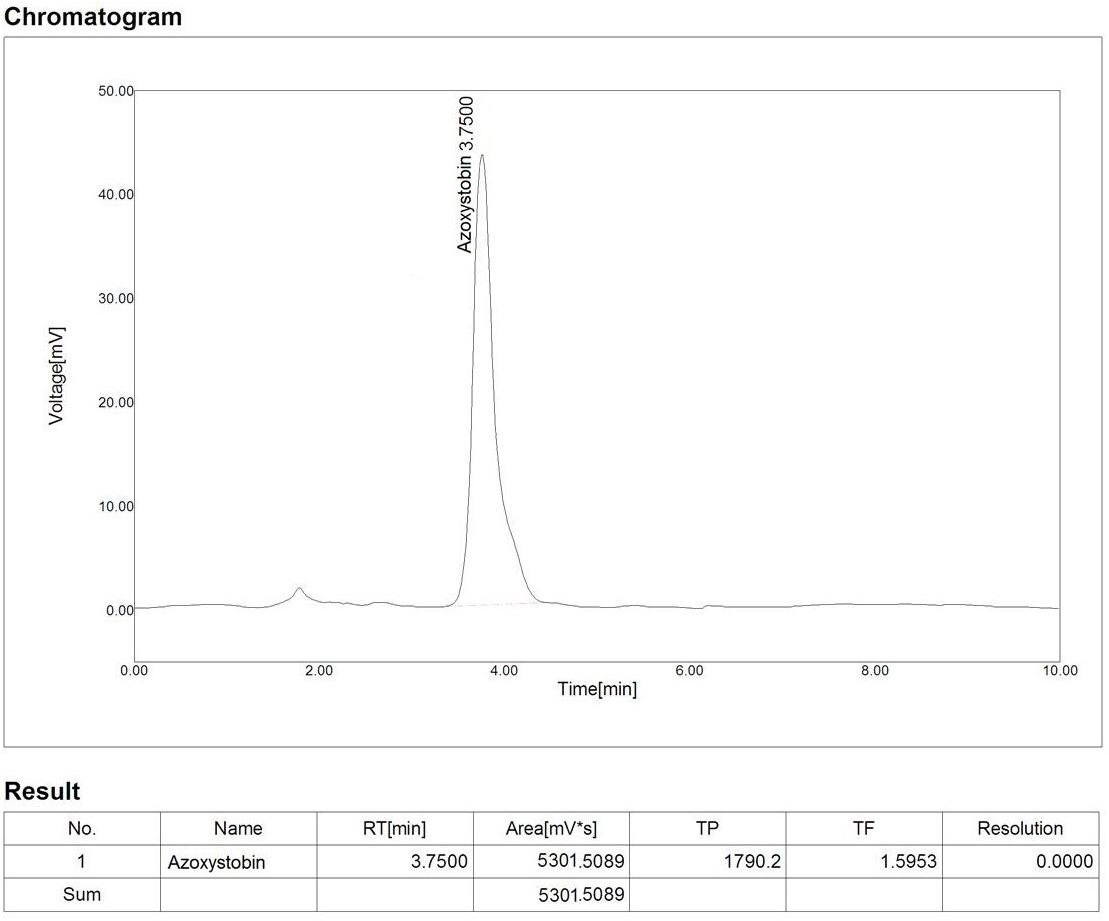 Chromatogram
50.00
Azoxystobin 3.7500
40.00
30.00
Voltage[mV]
20.00
10.00
0.00
0.00 2.00 4.00 6.00 8.00 10.00
Time[min]
Result
No. Name RT[min] Area[mV*s] TP TF Resolution
1 Azoxystobin 3.7500 5301.5089 1790.2 1.5953 0.0000
Sum 5301.5089